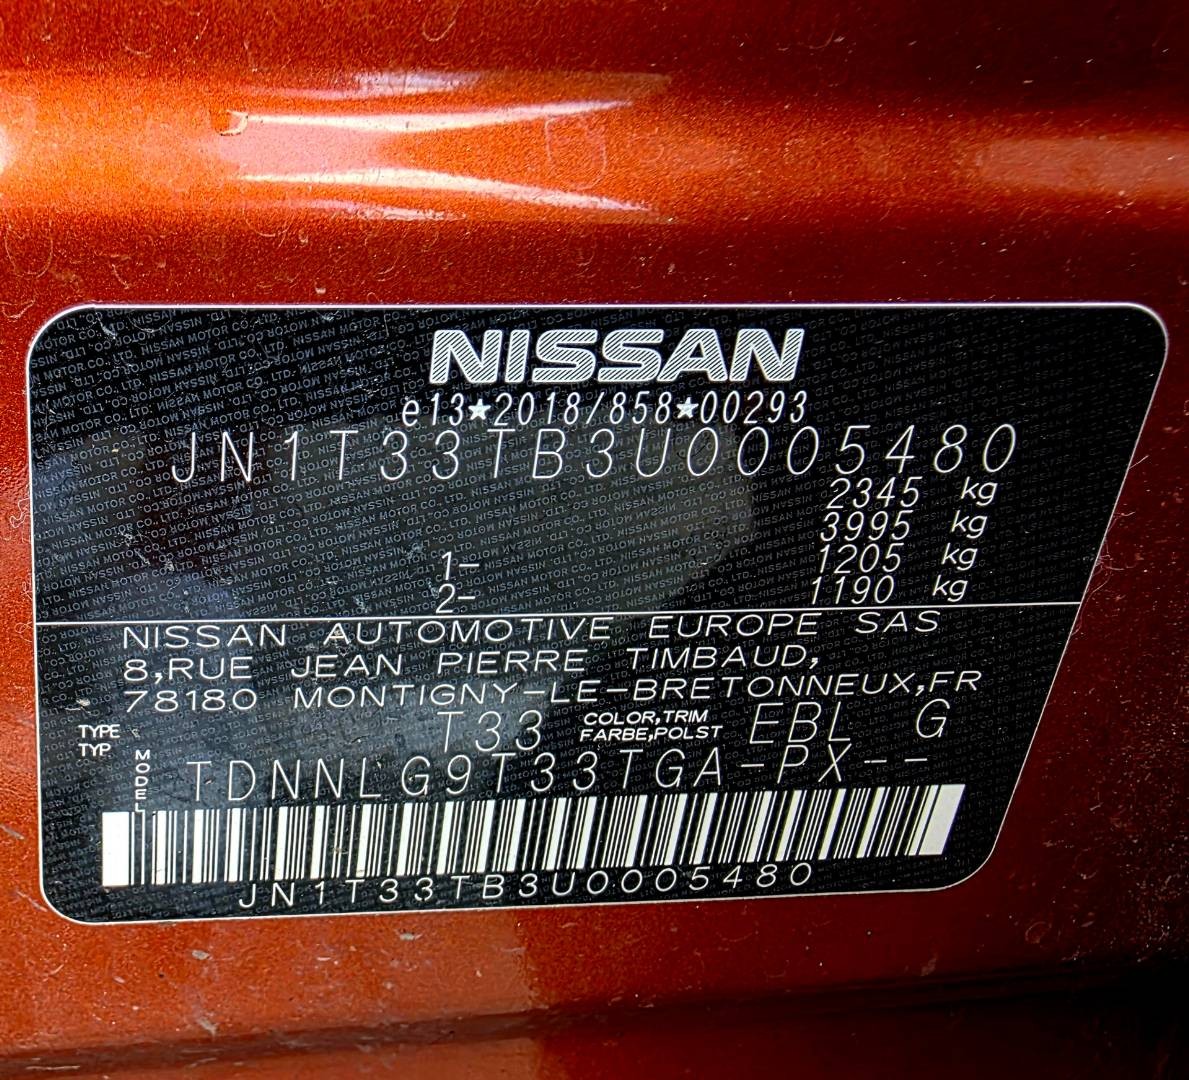 NISSAN
e13★2018/858★00293
JN1T33TB3U0005480
2345 kg
3995 kg
1- 1205 kg
2- 1190 kg
NISSAN AUTOMOTIVE EUROPE SAS
8,RUE JEAN PIERRE TIMBAUD,
78180 MONTIGNY-LE-BRETONNEUX,FR
TYPE T33 COLOR,TRIM EBL G
TYP FARBE,POLST
MODEL TDNNLG9T33TGA-PX--
JN1T33TB3U0005480